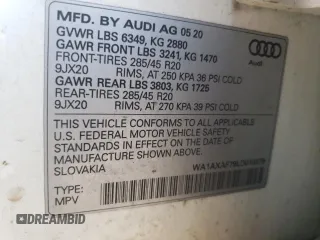 MFD. BY AUDI AG 05 20
GVWR LBS 6349, KG 2880
GAWR FRONT LBS 3241, KG 1470
FRONT-TIRES 285/45 R20
9JX20 RIMS, AT 250 KPA 36 PSI COLD
GAWR REAR LBS 3803, KG 1725
REAR-TIRES 285/45 R20
9JX20 RIMS, AT 270 KPA 39 PSI COLD
Audi
THIS VEHICLE CONFORMS TO ALL APPLICABLE
U.S. FEDERAL MOTOR VEHICLE SAFETY
STANDARDS IN EFFECT ON THE DATE OF
MANUFACTURE SHOWN ABOVE.
SLOVAKIA
TYPE:
MPV
DREAMBID